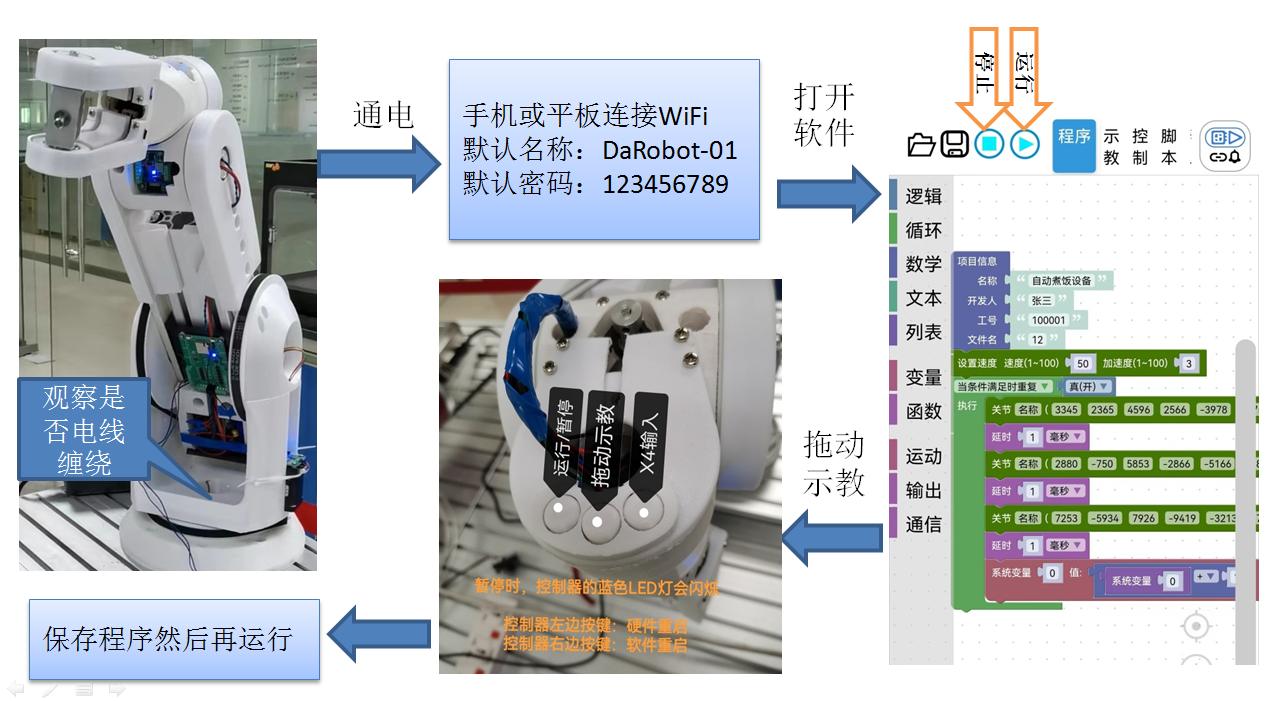 观察是
否电线
缠绕
通电
手机或平板连接WiFi
默认名称：DaRobot-01
默认密码：123456789
打开
软件
停止
运行
程序
示教
控制
脚本
逻辑
循环
数学
文本
列表
变量
函数
运动
输出
通信
项目信息
名称 “ 自动煮饭设备 ”
开发人 “ 张三 ”
工号 “ 100001 ”
文件名 “ 12 ”
设置速度 速度(1~100) 50 加速度(1~100) 3
当条件满足时重复 真(开)
执行
关节 名称 ( 3345 2365 4596 2566 -3978
延时 1 毫秒
关节 名称 ( 2880 -750 5853 -2866 -5166
延时 1 毫秒
关节 名称 ( 7253 -5934 7926 -9419 -3213
延时 1 毫秒
系统变量 0 值: 系统变量 0 +
拖动
示教
运行/暂停
拖动示教
X4输入
暂停时，控制器的蓝色LED灯会闪烁
控制器左边按键：硬件重启
控制器右边按键：软件重启
保存程序然后再运行